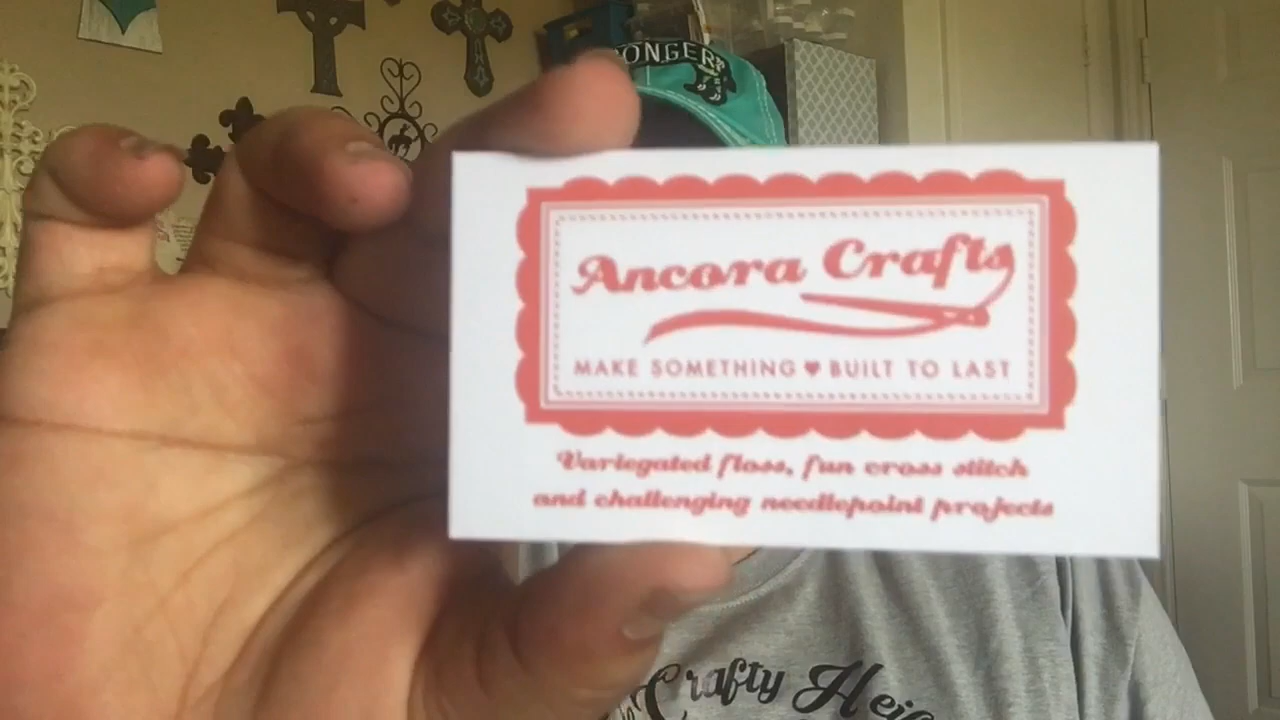 Ancora Crafts
MAKE SOMETHING ♥ BUILT TO LAST
Variegated floss, fun cross stitch
and challenging needlepoint projects
Crafty